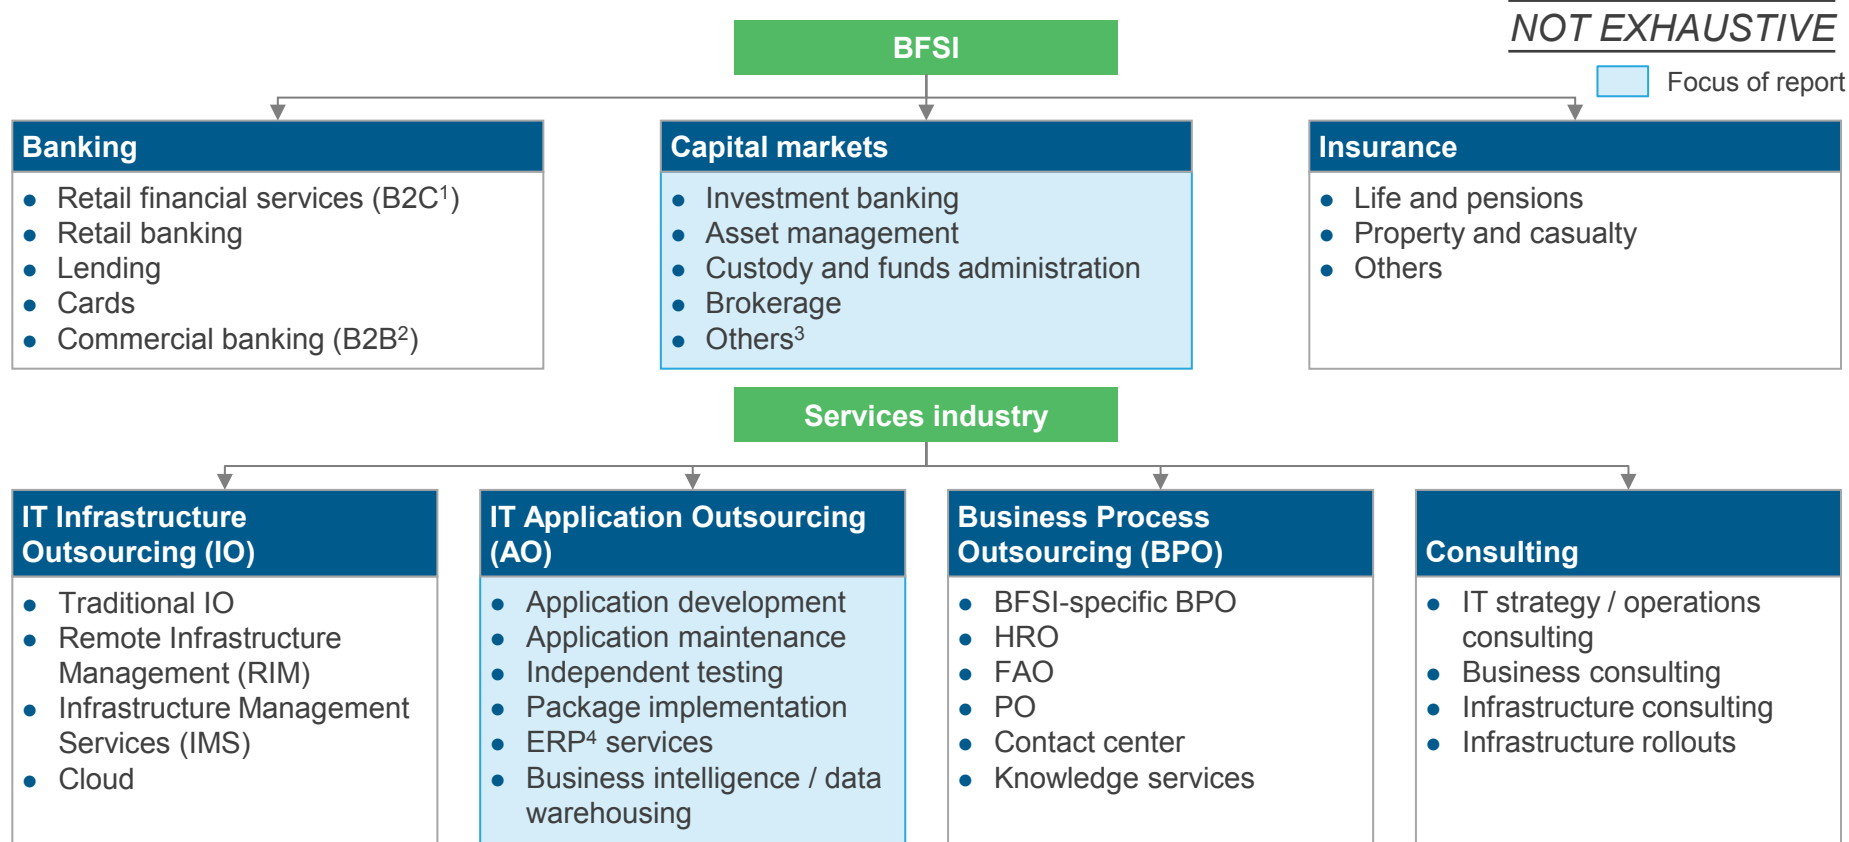 NOT EXHAUSTIVE
BFSI
Focus of report
Banking
Retail financial services (B2C¹)
Retail banking
Lending
Cards
Commercial banking (B2B²)
Capital markets
Investment banking
Asset management
Custody and funds administration
Brokerage
Others³
Insurance
Life and pensions
Property and casualty
Others
Services industry
IT Infrastructure
Outsourcing (IO)
Traditional IO
Remote Infrastructure
Management (RIM)
Infrastructure Management
Services (IMS)
Cloud
IT Application Outsourcing
(AO)
Application development
Application maintenance
Independent testing
Package implementation
ERP⁴ services
Business intelligence / data
warehousing
Business Process
Outsourcing (BPO)
BFSI-specific BPO
HRO
FAO
PO
Contact center
Knowledge services
Consulting
IT strategy / operations
consulting
Business consulting
Infrastructure consulting
Infrastructure rollouts